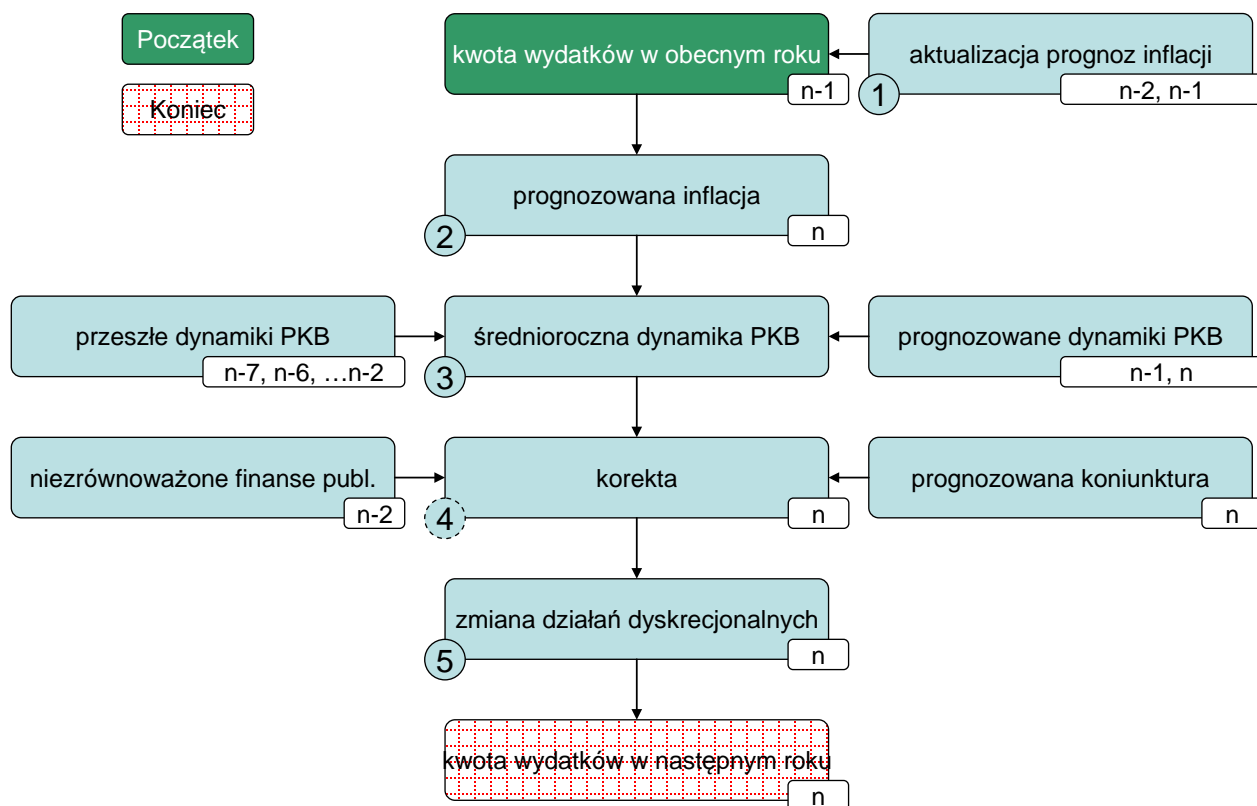 Początek
Koniec
kwota wydatków w obecnym roku
n-1
aktualizacja prognoz inflacji
1
n-2, n-1
prognozowana inflacja
2
n
przeszłe dynamiki PKB
n-7, n-6, …n-2
średnioroczna dynamika PKB
3
prognozowane dynamiki PKB
n-1, n
niezrównoważone finanse publ.
n-2
korekta
4
n
prognozowana koniunktura
n
zmiana działań dyskrecjonalnych
5
n
kwota wydatków w następnym roku
n